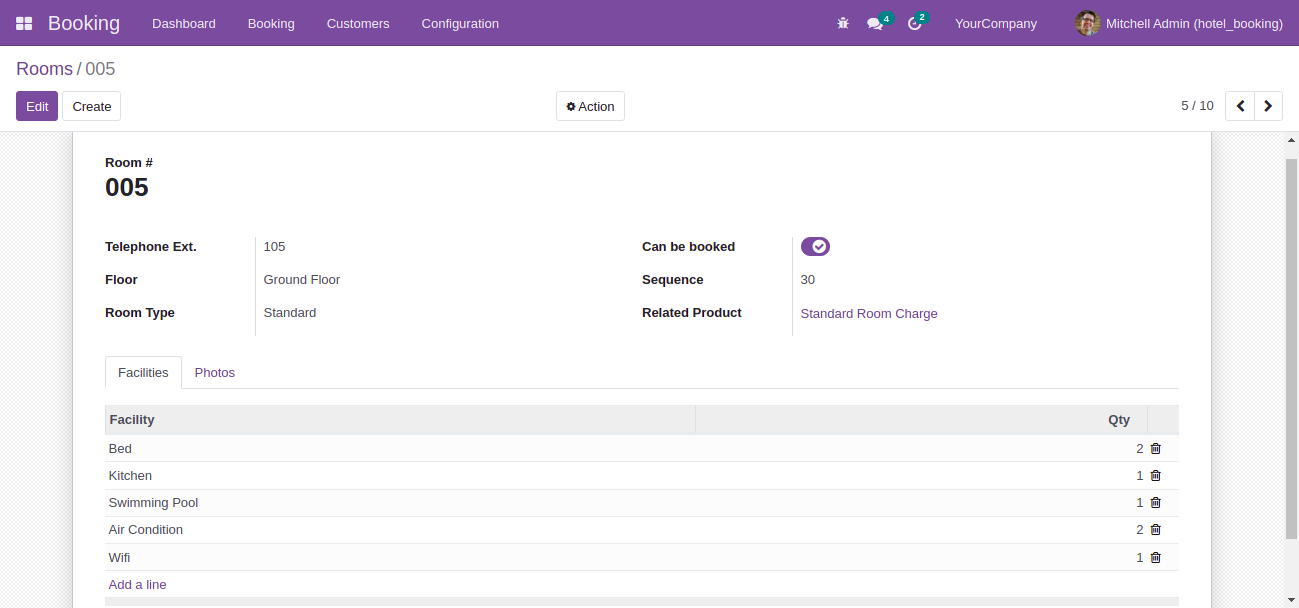 Booking Dashboard Booking Customers Configuration 4 2 YourCompany Mitchell Admin (hotel_booking)
Rooms / 005
Edit Create Action 5 / 10
Room #
005
Telephone Ext. 105 Can be booked
Floor Ground Floor Sequence 30
Room Type Standard Related Product Standard Room Charge
Facilities Photos
Facility Qty
Bed 2
Kitchen 1
Swimming Pool 1
Air Condition 2
Wifi 1
Add a line